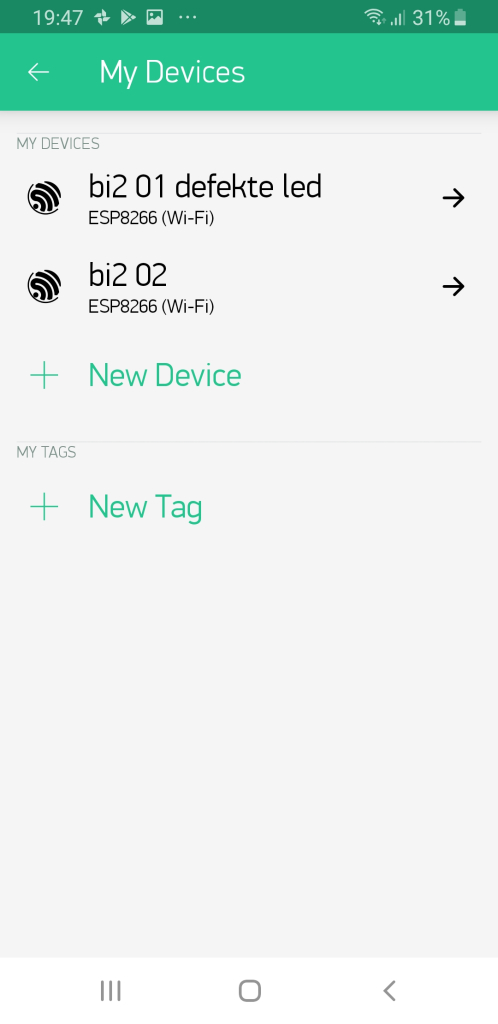 19:47 31%
My Devices
MY DEVICES
bi2 01 defekte led
ESP8266 (Wi-Fi)
bi2 02
ESP8266 (Wi-Fi)
New Device
MY TAGS
New Tag